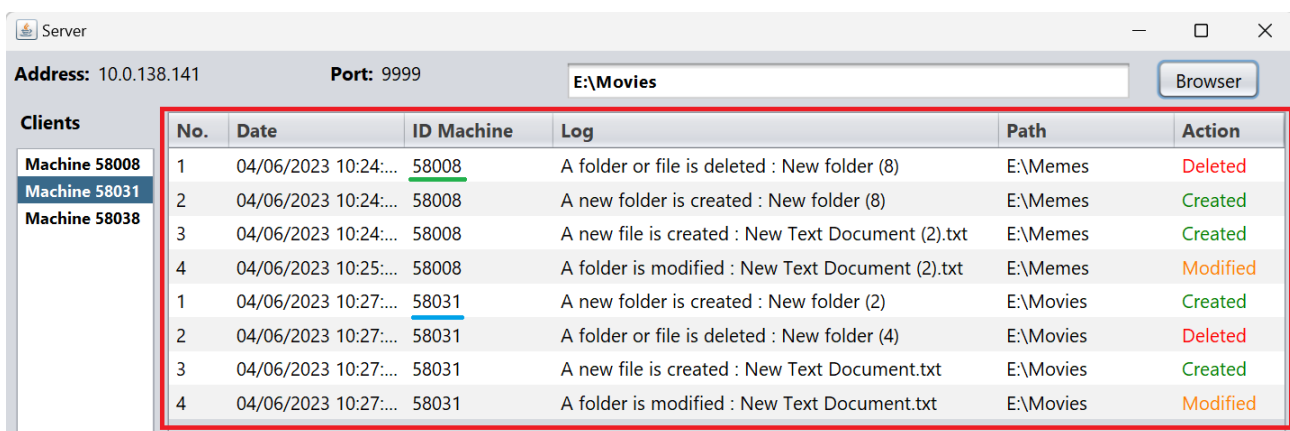 Server
Address: 10.0.138.141 Port: 9999 E:\Movies Browser
Clients
Machine 58008
Machine 58031
Machine 58038
No. Date ID Machine Log Path Action
1 04/06/2023 10:24:... 58008 A folder or file is deleted : New folder (8) E:\Memes Deleted
2 04/06/2023 10:24:... 58008 A new folder is created : New folder (8) E:\Memes Created
3 04/06/2023 10:24:... 58008 A new file is created : New Text Document (2).txt E:\Memes Created
4 04/06/2023 10:25:... 58008 A folder is modified : New Text Document (2).txt E:\Memes Modified
1 04/06/2023 10:27:... 58031 A new folder is created : New folder (2) E:\Movies Created
2 04/06/2023 10:27:... 58031 A folder or file is deleted : New folder (4) E:\Movies Deleted
3 04/06/2023 10:27:... 58031 A new file is created : New Text Document.txt E:\Movies Created
4 04/06/2023 10:27:... 58031 A folder is modified : New Text Document.txt E:\Movies Modified